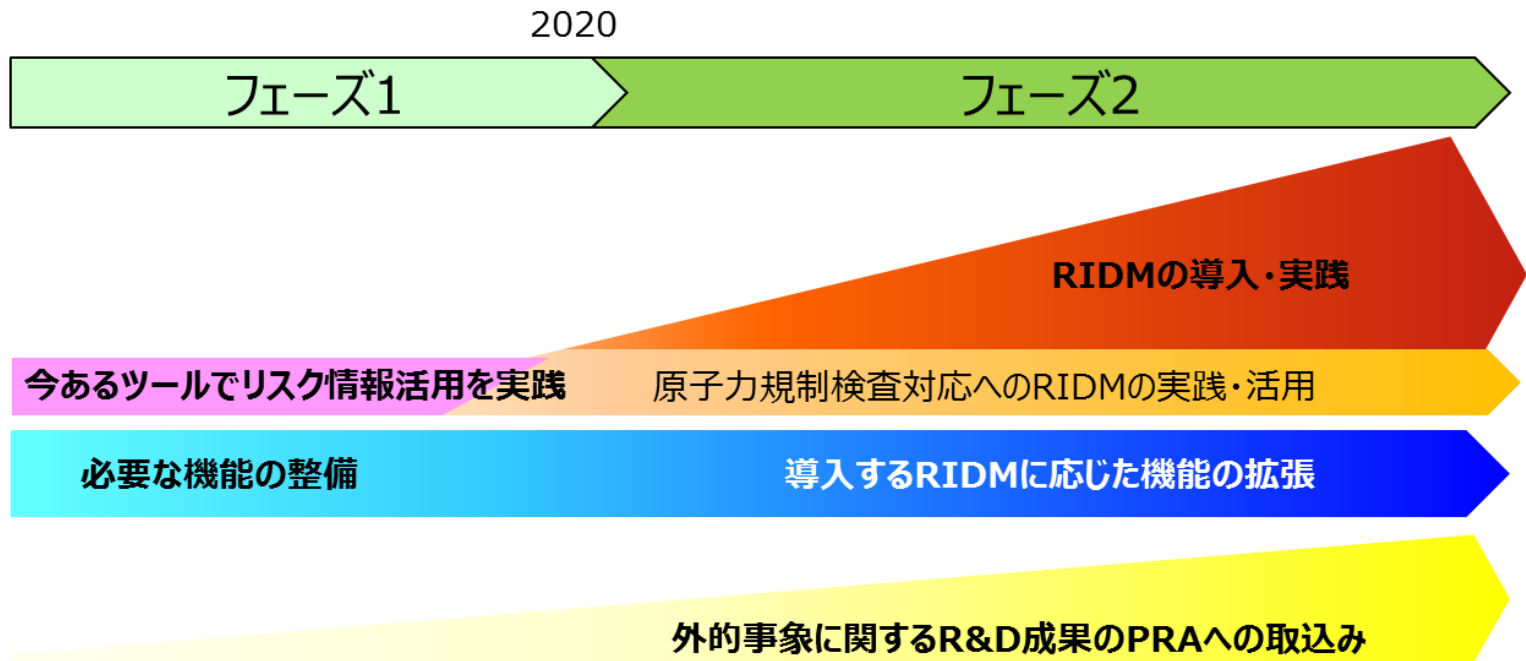 2020
フェーズ1
フェーズ2
RIDMの導入・実践
今あるツールでリスク情報活用を実践
原子力規制検査対応へのRIDMの実践・活用
必要な機能の整備
導入するRIDMに応じた機能の拡張
外的事象に関するR&D成果のPRAへの取込み